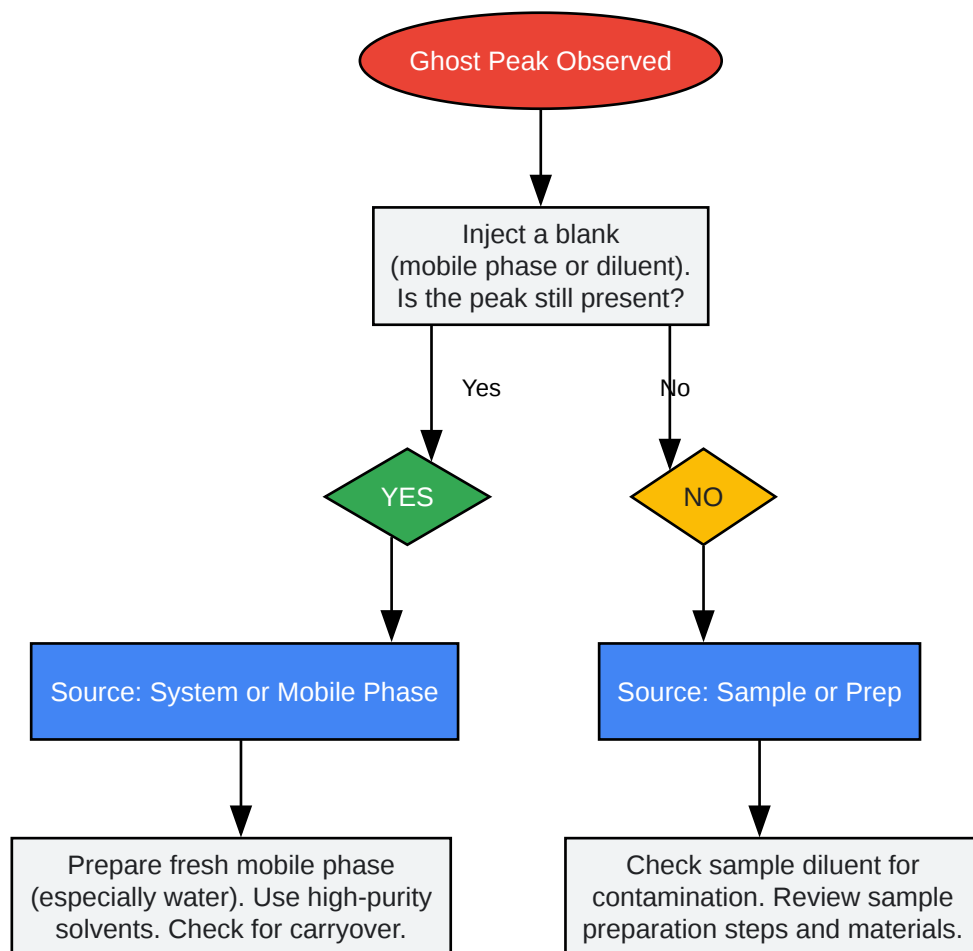 Ghost Peak Observed
Inject a blank
(mobile phase or diluent).
Is the peak still present?
Yes
No
YES
NO
Source: System or Mobile Phase
Source: Sample or Prep
Prepare fresh mobile phase
(especially water). Use high-purity
solvents. Check for carryover.
Check sample diluent for
contamination. Review sample
preparation steps and materials.